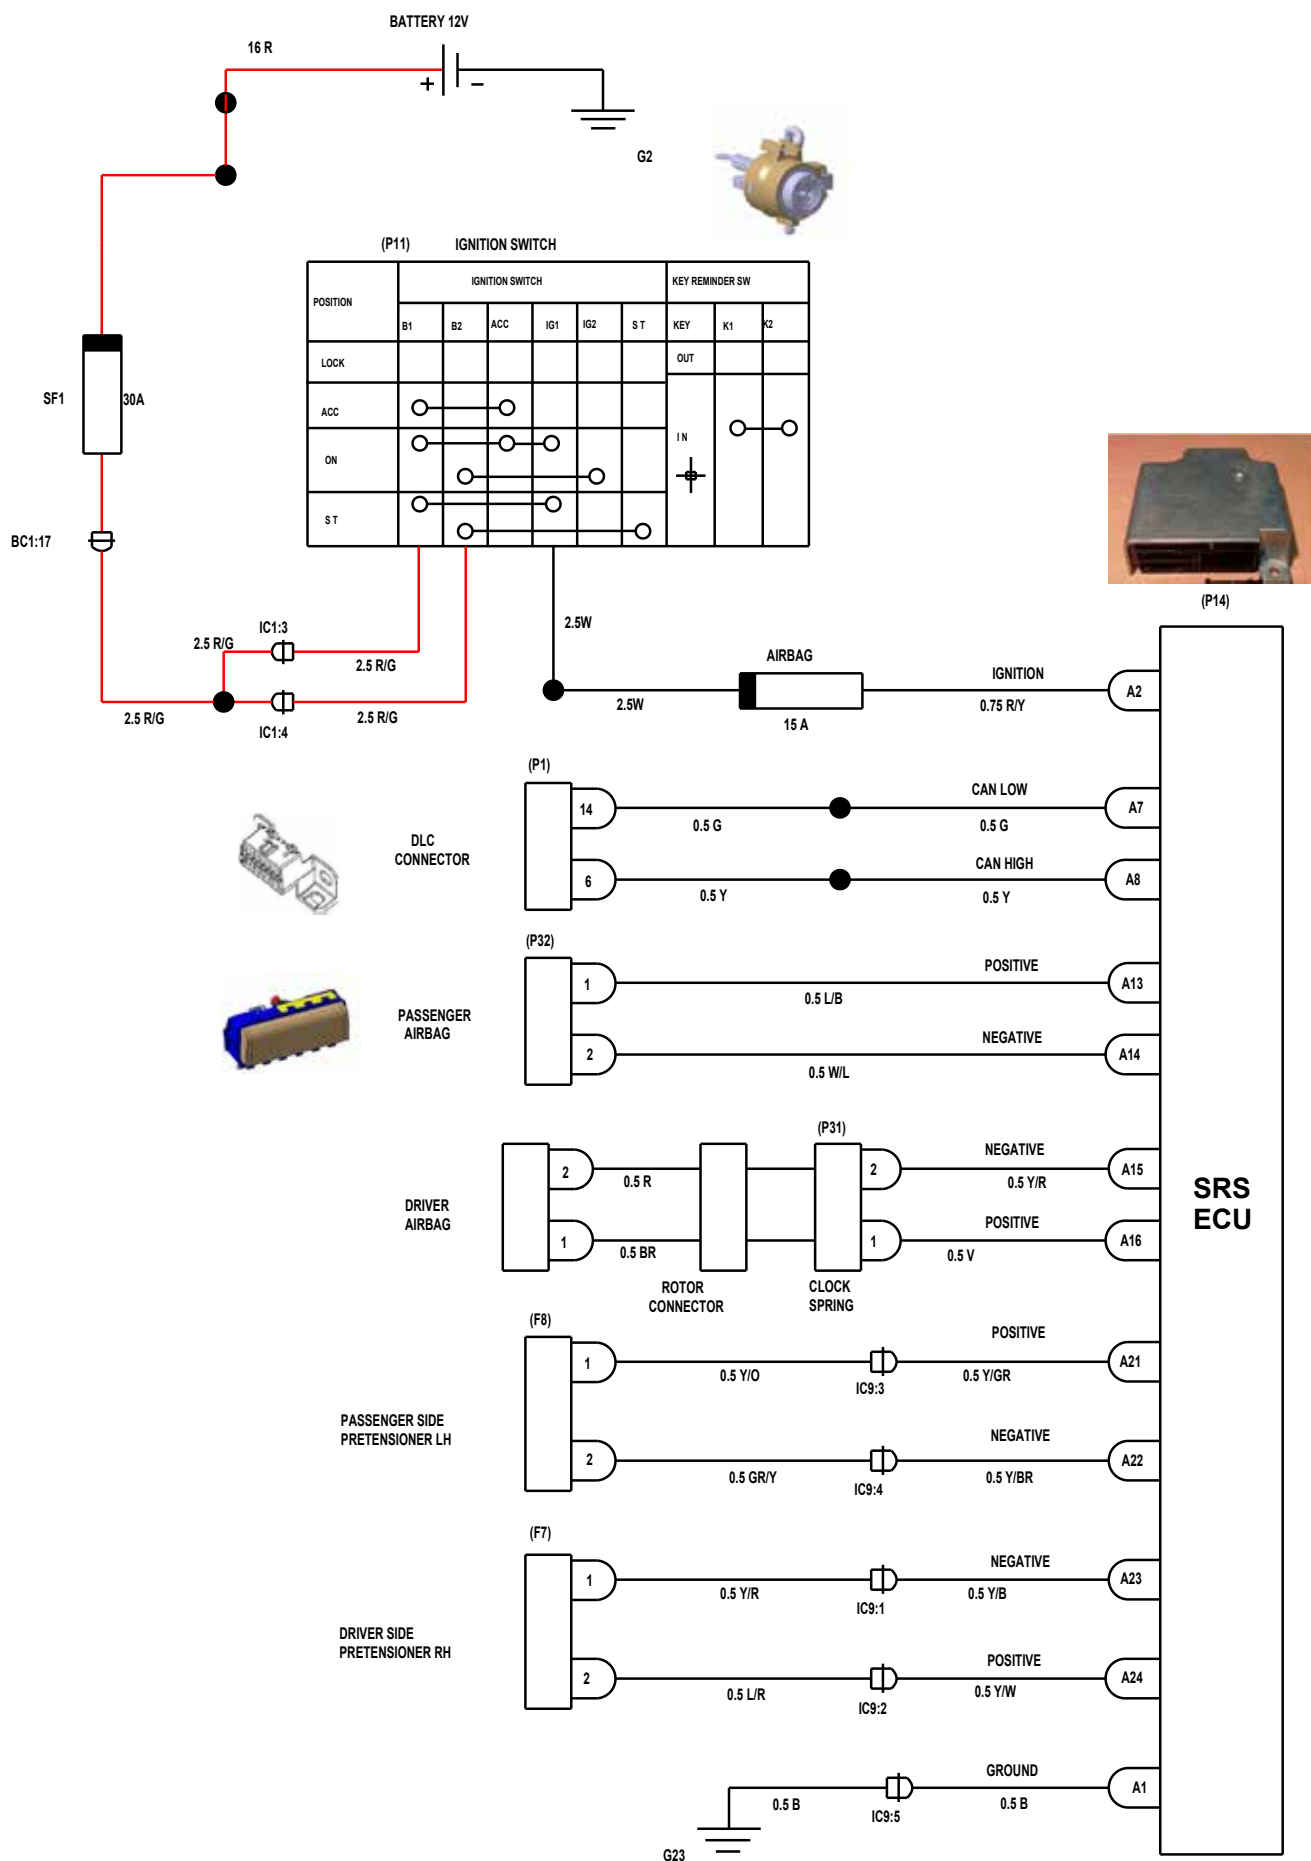 BATTERY 12V
16 R
+ −
G2
(P11) IGNITION SWITCH
POSITION
IGNITION SWITCH
KEY REMINDER SW
B1 B2 ACC IG1 IG2 S T KEY K1 K2
LOCK
OUT
ACC
ON
I N
S T
SF1
30A
BC1:17
(P14)
IC1:3
2.5 R/G
2.5 R/G
2.5 R/G
IC1:4
2.5 R/G
2.5W
2.5W
AIRBAG
15 A
IGNITION
0.75 R/Y
A2
(P1)
DLC
CONNECTOR
14
0.5 G
CAN LOW
0.5 G
A7
6
0.5 Y
CAN HIGH
0.5 Y
A8
(P32)
PASSENGER
AIRBAG
1
0.5 L/B
POSITIVE
A13
2
0.5 W/L
NEGATIVE
A14
(P31)
DRIVER
AIRBAG
2
0.5 R
2
NEGATIVE
0.5 Y/R
A15
1
0.5 BR
1
POSITIVE
0.5 V
A16
ROTOR
CONNECTOR
CLOCK
SPRING
SRS
ECU
(F8)
PASSENGER SIDE
PRETENSIONER LH
1
0.5 Y/O
IC9:3
POSITIVE
0.5 Y/GR
A21
2
0.5 GR/Y
IC9:4
NEGATIVE
0.5 Y/BR
A22
(F7)
DRIVER SIDE
PRETENSIONER RH
1
0.5 Y/R
IC9:1
NEGATIVE
0.5 Y/B
A23
2
0.5 L/R
IC9:2
POSITIVE
0.5 Y/W
A24
G23
0.5 B
IC9:5
GROUND
0.5 B
A1